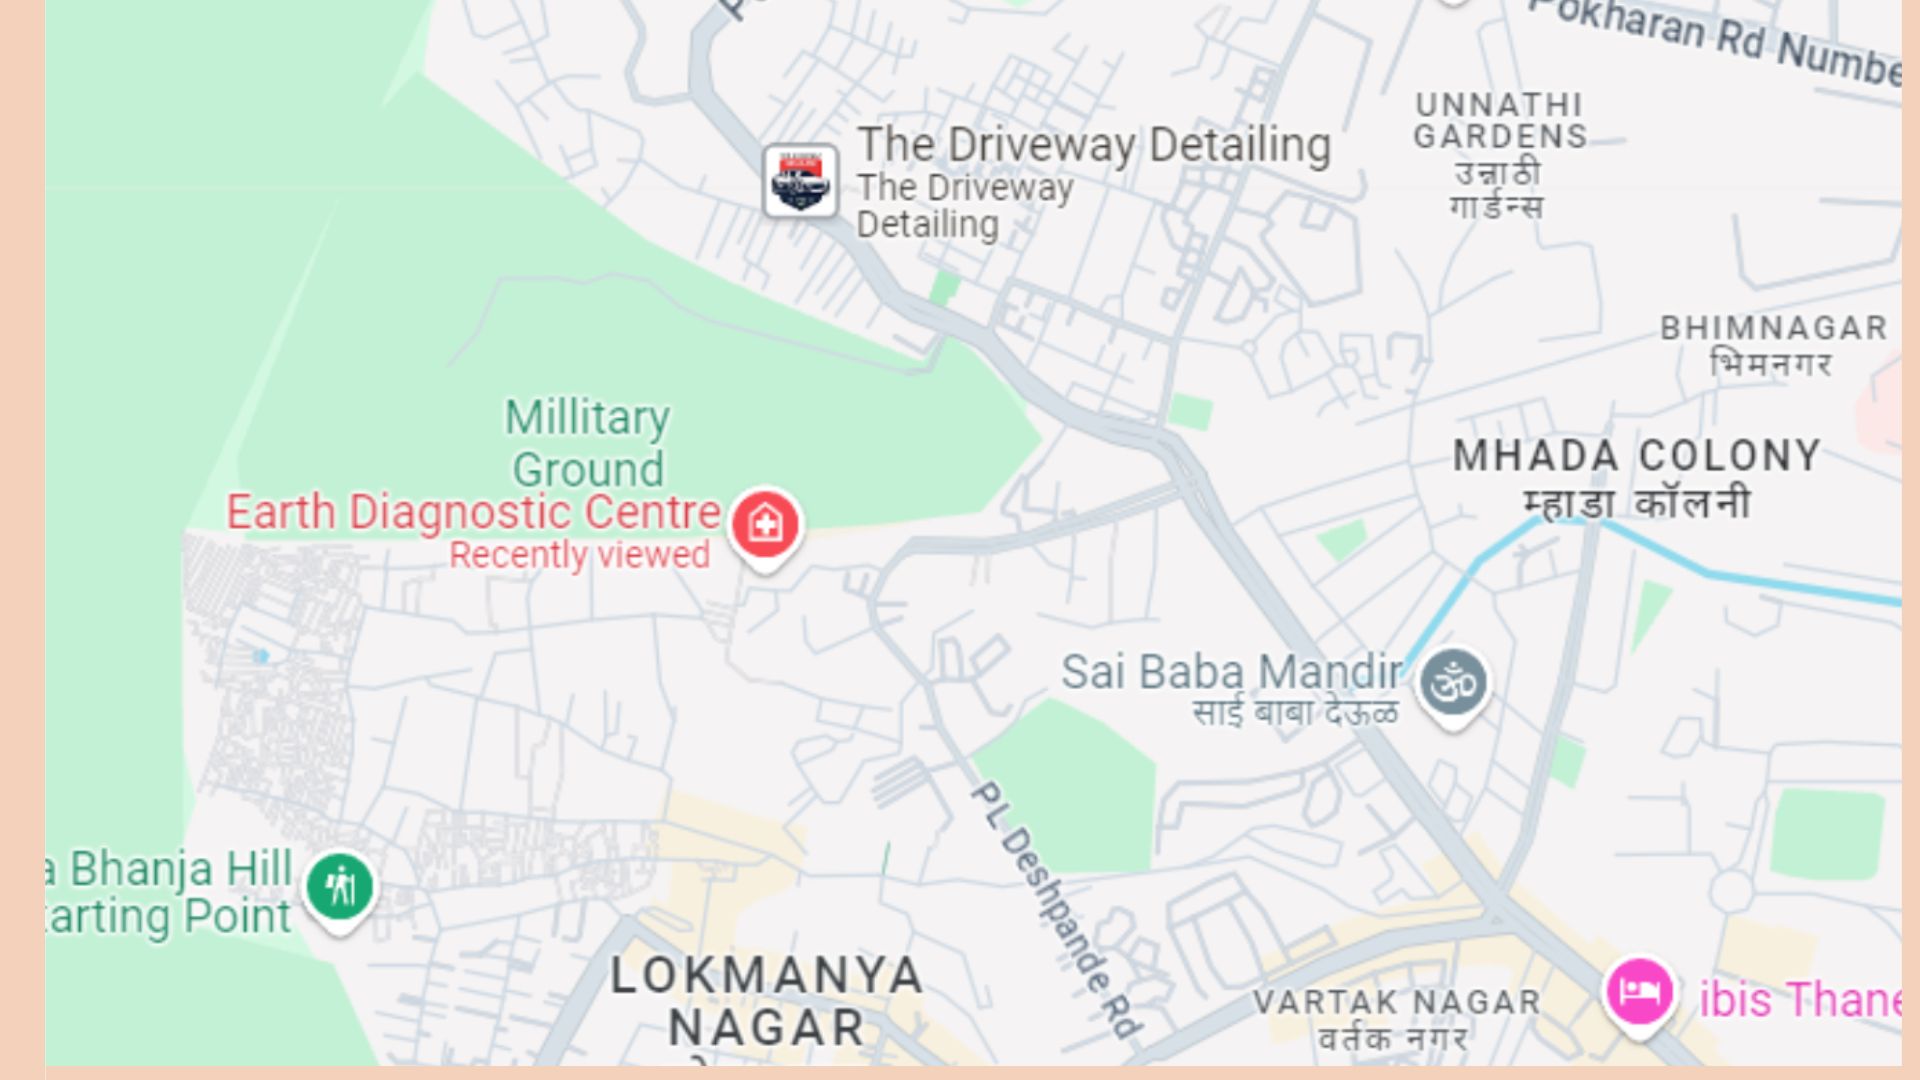 Pokharan Rd Numbe
UNNATHI
GARDENS
उन्नाठी
गार्डन्स
The Driveway Detailing
The Driveway
Detailing
BHIMNAGAR
भिमनगर
Millitary
Ground
MHADA COLONY
म्हाडा कॉलनी
Earth Diagnostic Centre
Recently viewed
Sai Baba Mandir
साई बाबा देऊळ
PL Deshpande Rd
a Bhanja Hill
tarting Point
LOKMANYA
NAGAR
VARTAK NAGAR
वर्तक नगर
ibis Thane